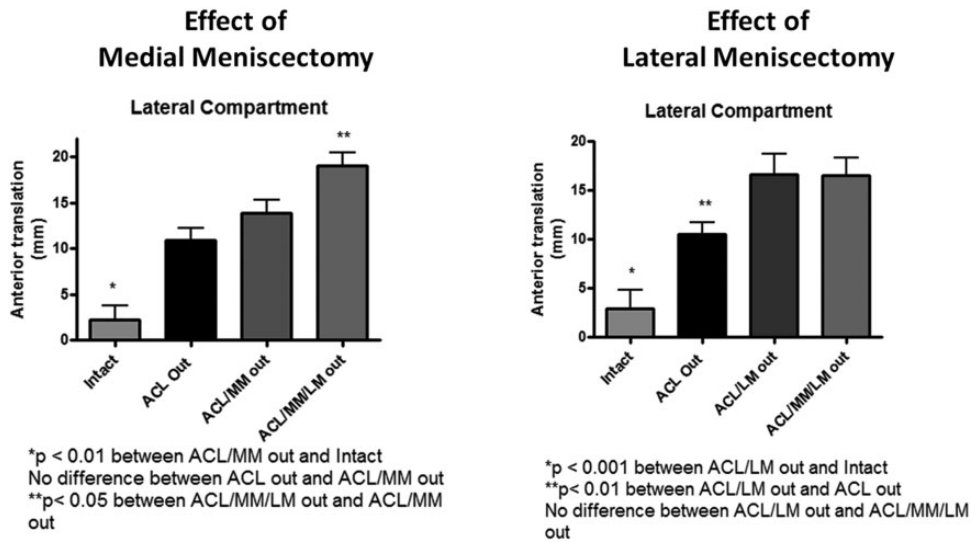 Effect of
Medial Meniscectomy
Lateral Compartment
**
20
15
10
5
0
*
Anterior translation
(mm)
Intact
ACL Out
ACL/MM out
ACL/MM/LM out
*p < 0.01 between ACL/MM out and Intact
No difference between ACL out and ACL/MM out
**p< 0.05 between ACL/MM/LM out and ACL/MM
out
Effect of
Lateral Meniscectomy
Lateral Compartment
20
15
**
10
5
*
0
Anterior translation
(mm)
Intact
ACL Out
ACL/LM out
ACL/MM/LM out
*p < 0.001 between ACL/LM out and Intact
**p< 0.01 between ACL/LM out and ACL out
No difference between ACL/LM out and ACL/MM/LM
out